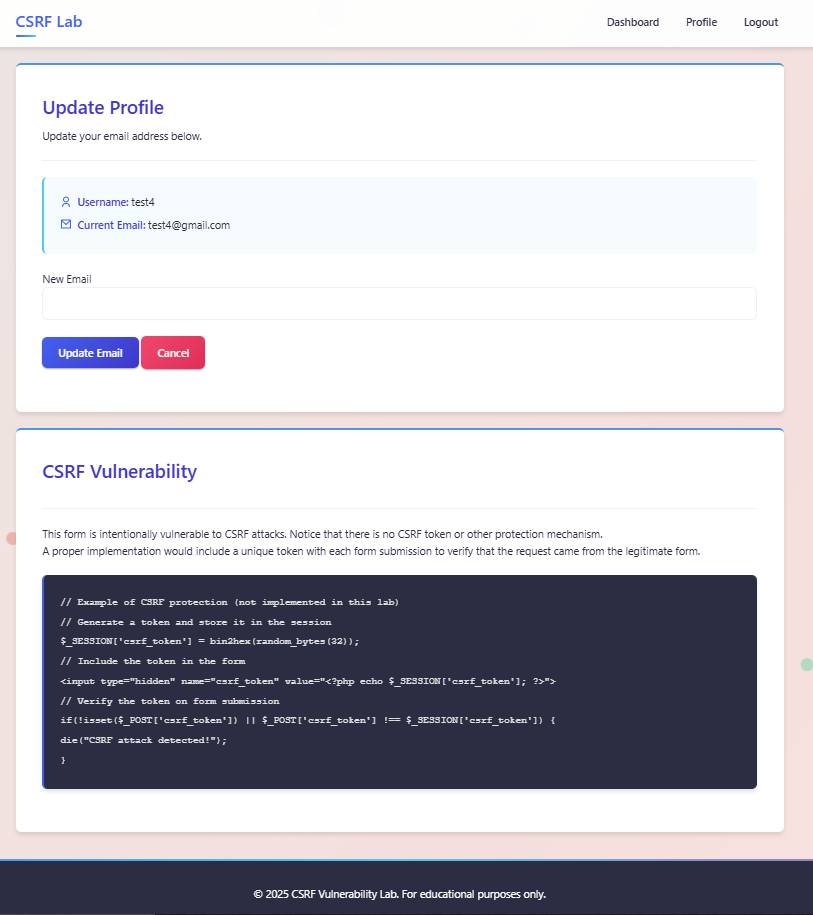 CSRF Lab
Dashboard Profile Logout
Update Profile
Update your email address below.
Username: test4
Current Email: test4@gmail.com
New Email
Update Email Cancel
CSRF Vulnerability
This form is intentionally vulnerable to CSRF attacks. Notice that there is no CSRF token or other protection mechanism.
A proper implementation would include a unique token with each form submission to verify that the request came from the legitimate form.
// Example of CSRF protection (not implemented in this lab)
// Generate a token and store it in the session
$_SESSION['csrf_token'] = bin2hex(random_bytes(32));
// Include the token in the form
<input type="hidden" name="csrf_token" value="<?php echo $_SESSION['csrf_token']; ?>">
// Verify the token on form submission
if(!isset($_POST['csrf_token']) || $_POST['csrf_token'] !== $_SESSION['csrf_token']) {
die("CSRF attack detected!");
}
© 2025 CSRF Vulnerability Lab. For educational purposes only.